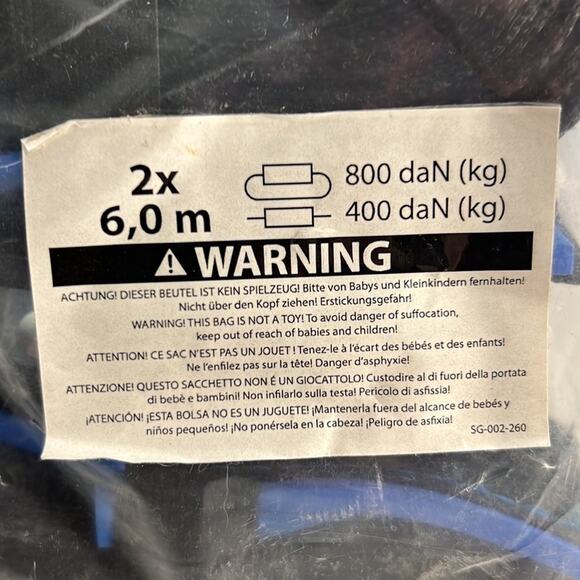 2x
6,0 m
800 daN (kg)
400 daN (kg)
WARNING
ACHTUNG! DIESER BEUTEL IST KEIN SPIELZEUG! Bitte von Babys und Kleinkindern fernhalten!
Nicht über den Kopf ziehen! Erstickungsgefahr!
WARNING! THIS BAG IS NOT A TOY! To avoid danger of suffocation,
keep out of reach of babies and children!
ATTENTION! CE SAC N'EST PAS UN JOUET ! Tenez-le à l'écart des bébés et des enfants!
Ne l'enfilez pas sur la tête! Danger d'asphyxie!
ATTENZIONE! QUESTO SACCHETTO NON É UN GIOCATTOLO! Custodire al di fuori della portata
di bebè e bambini! Non infilarlo sulla testa! Pericolo di asfissia!
¡ATENCIÓN! ¡ESTA BOLSA NO ES UN JUGUETE! ¡Mantenerla fuera del alcance de bebés y
niños pequeños! ¡No ponérsela en la cabeza! ¡Peligro de asfixia!
SG-002-260